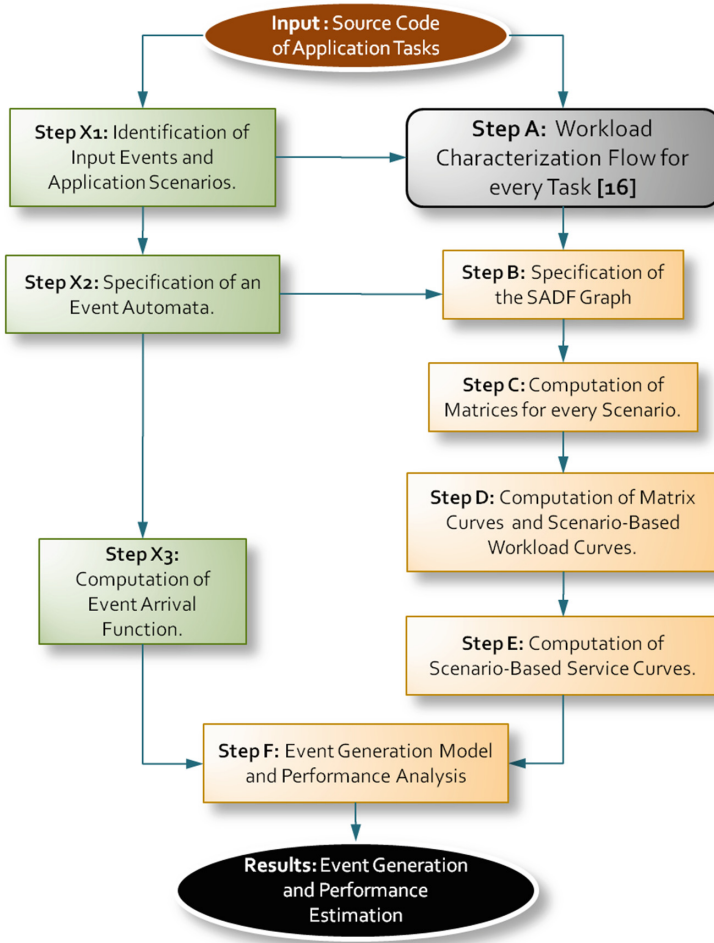 Input : Source Code
of Application Tasks
Step X1: Identification of
Input Events and
Application Scenarios.
Step A: Workload
Characterization Flow for
every Task [16]
Step X2: Specification of an
Event Automata.
Step B: Specification of
the SADF Graph
Step C: Computation of
Matrices for every Scenario.
Step D: Computation of Matrix
Curves and Scenario-Based
Workload Curves.
Step X3:
Computation of
Event Arrival
Function.
Step E: Computation of
Scenario-Based Service Curves.
Step F: Event Generation Model
and Performance Analysis
Results: Event Generation
and Performance
Estimation